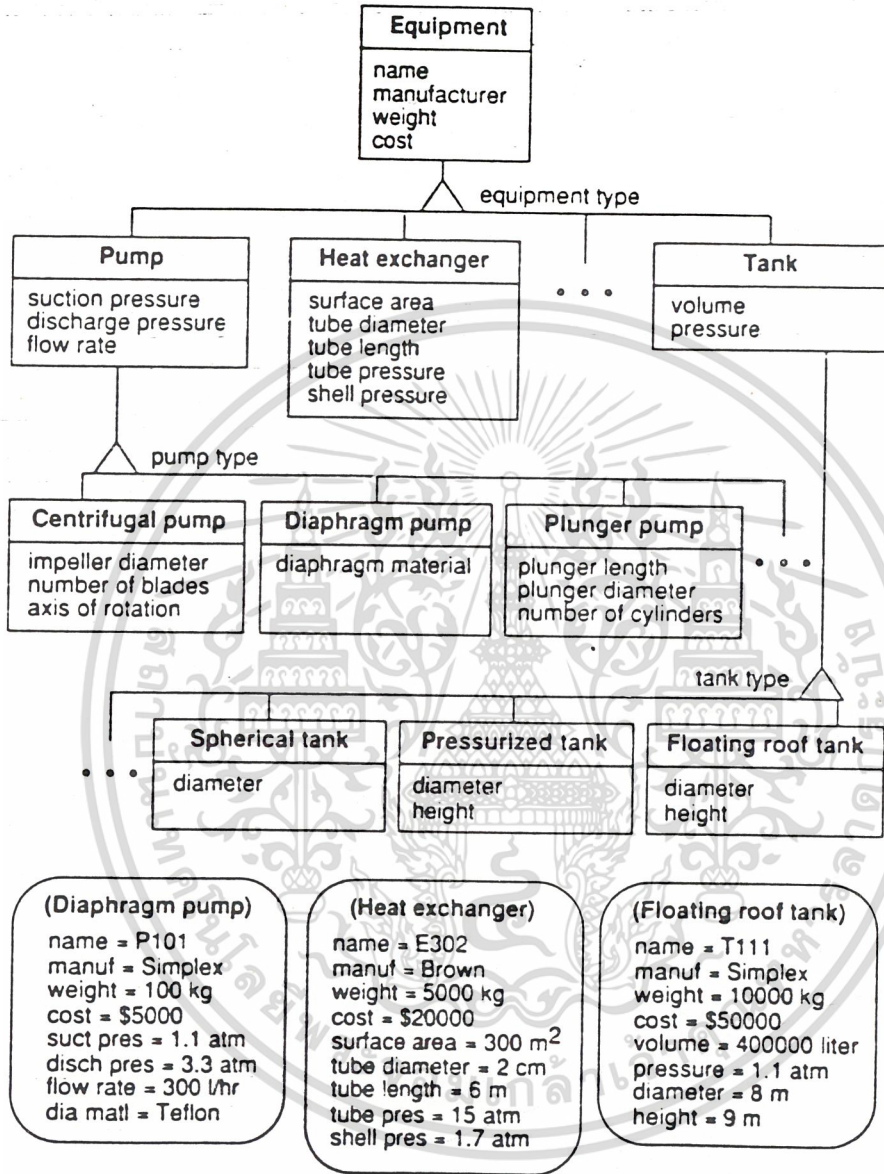 Equipment
name
manufacturer
weight
cost
equipment type
Pump
suction pressure
discharge pressure
flow rate
Heat exchanger
surface area
tube diameter
tube length
tube pressure
shell pressure
Tank
volume
pressure
pump type
Centrifugal pump
impeller diameter
number of blades
axis of rotation
Diaphragm pump
diaphragm material
Plunger pump
plunger length
plunger diameter
number of cylinders
tank type
Spherical tank
diameter
Pressurized tank
diameter
height
Floating roof tank
diameter
height
(Diaphragm pump)
name = P101
manuf = Simplex
weight = 100 kg
cost = $5000
suct pres = 1.1 atm
disch pres = 3.3 atm
flow rate = 300 l/hr
dia matl = Teflon
(Heat exchanger)
name = E302
manuf = Brown
weight = 5000 kg
cost = $20000
surface area = 300 m²
tube diameter = 2 cm
tube length = 6 m
tube pres = 15 atm
shell pres = 1.7 atm
(Floating roof tank)
name = T111
manuf = Simplex
weight = 10000 kg
cost = $50000
volume = 400000 liter
pressure = 1.1 atm
diameter = 8 m
height = 9 m